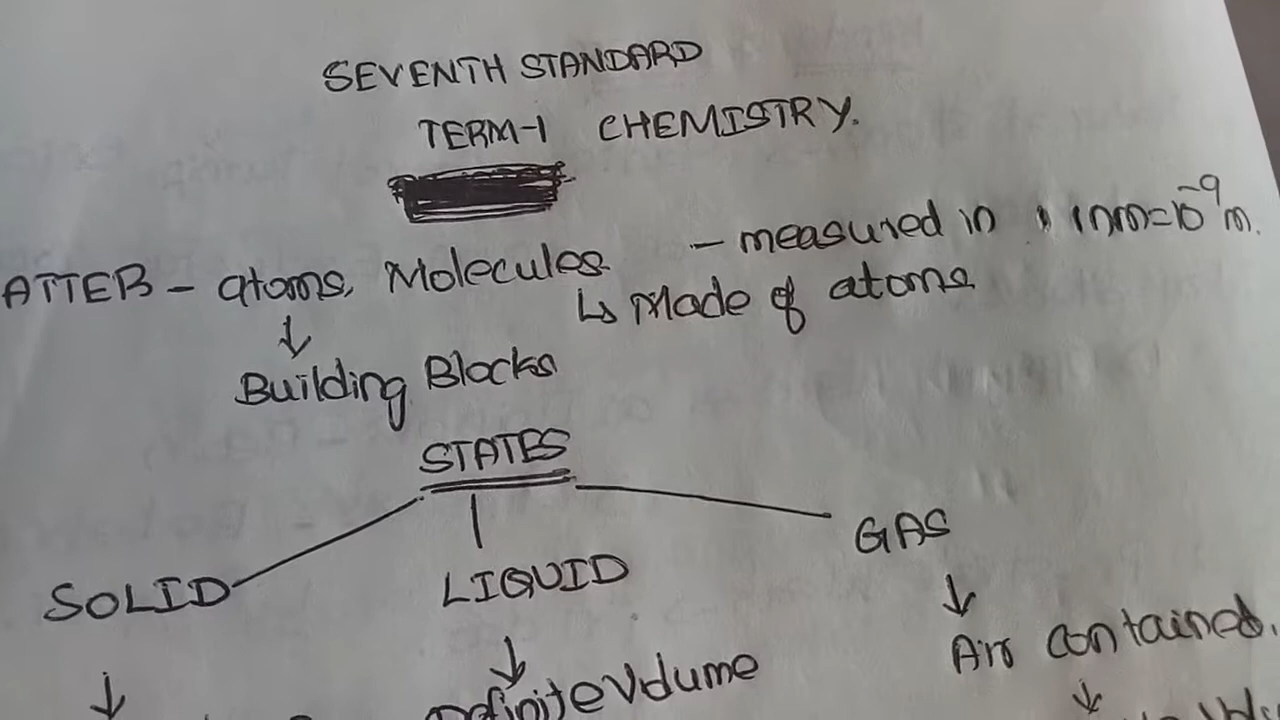 SEVENTH STANDARD
TERM-1 CHEMISTRY.
ATTER - atoms, Molecules - measured in 1nm=10⁻⁹m.
↓ ↳ Made of atoms
Building Blocks
STATES
SOLID LIQUID GAS
↓ ↓ ↓
Air contained.
definite Volume
↓